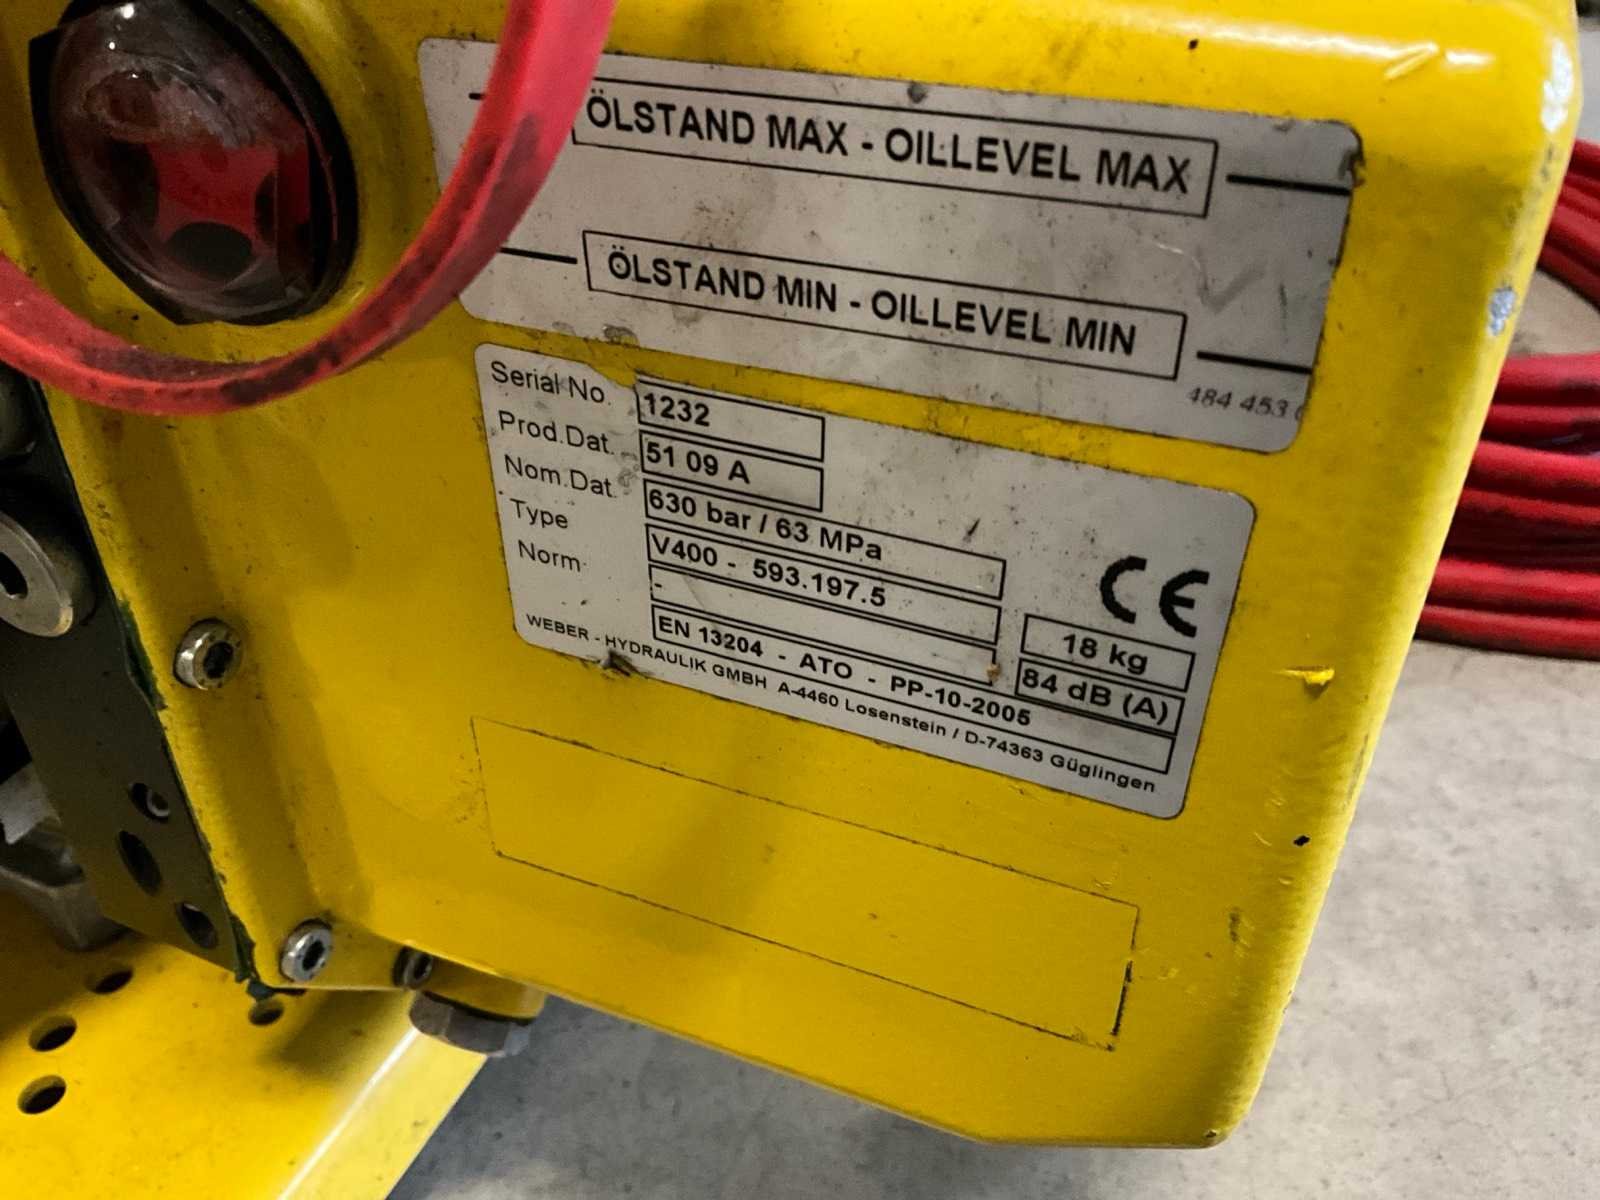 ÖLSTAND MAX - OILLEVEL MAX
ÖLSTAND MIN - OILLEVEL MIN
484 453
Serial No. 1232
Prod.Dat. 51 09 A
Nom.Dat. 630 bar / 63 MPa
Type V400 - 593.197.5
Norm -
EN 13204 - ATO - PP-10-2005
CE
18 kg
84 dB (A)
WEBER - HYDRAULIK GMBH A-4460 Losenstein / D-74363 Güglingen